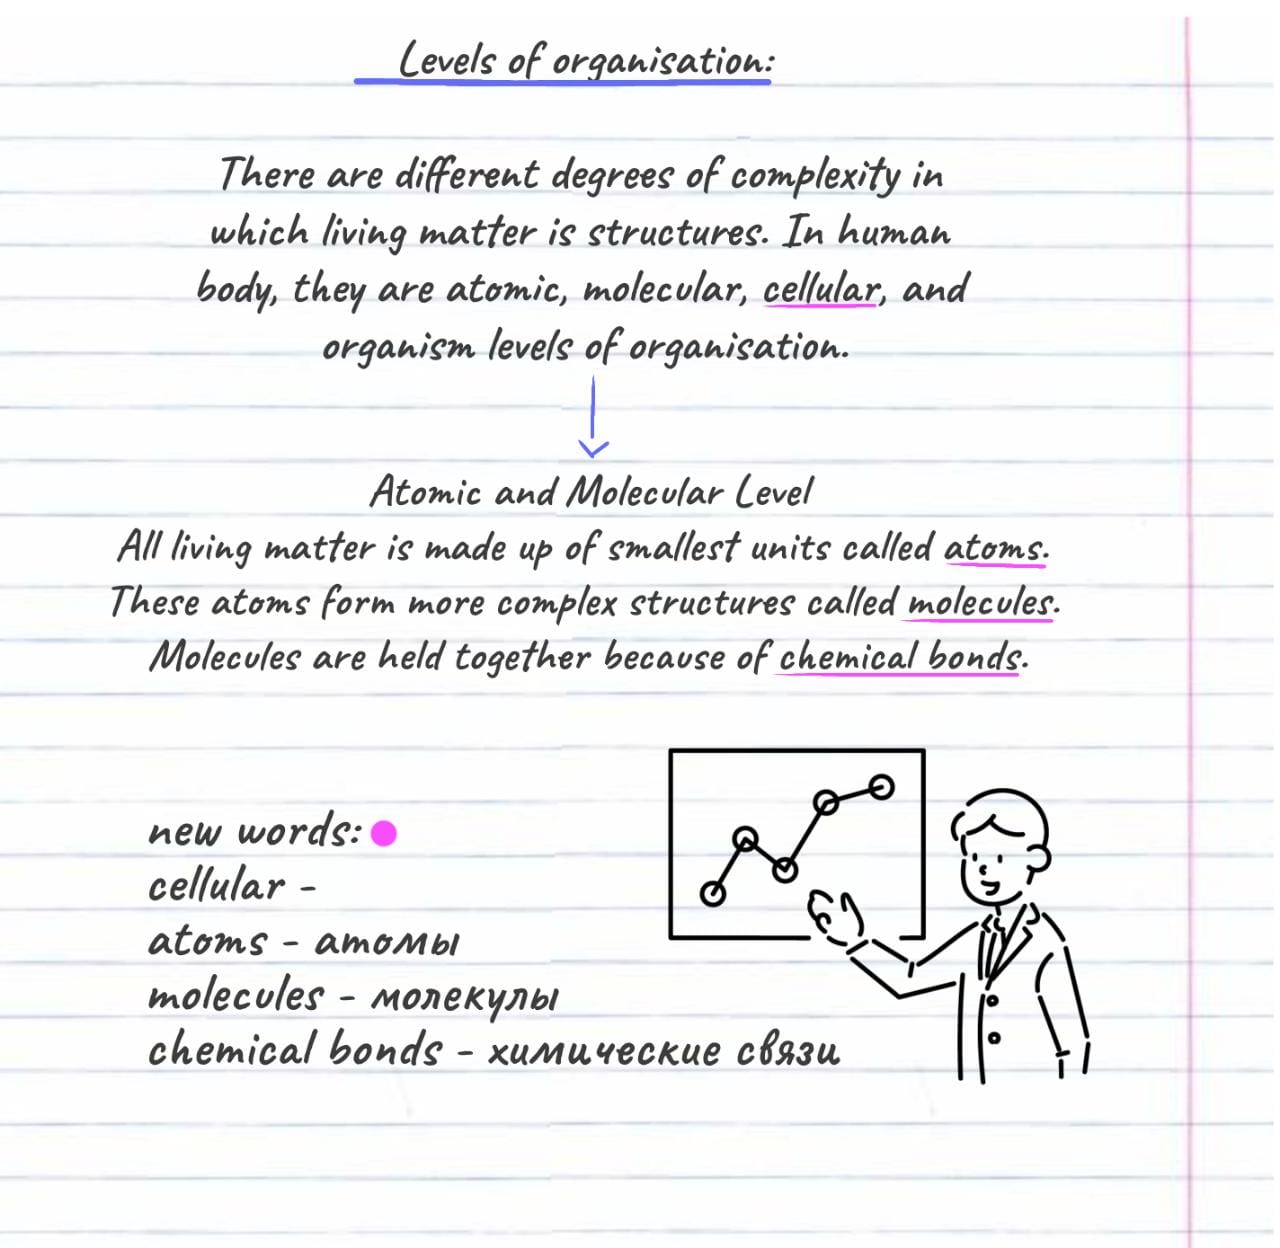 Levels of organisation:
There are different degrees of complexity in
which living matter is structures. In human
body, they are atomic, molecular, cellular, and
organism levels of organisation.
Atomic and Molecular Level
All living matter is made up of smallest units called atoms.
These atoms form more complex structures called molecules.
Molecules are held together because of chemical bonds.
new words:
cellular -
atoms - атомы
molecules - молекулы
chemical bonds - химические связи